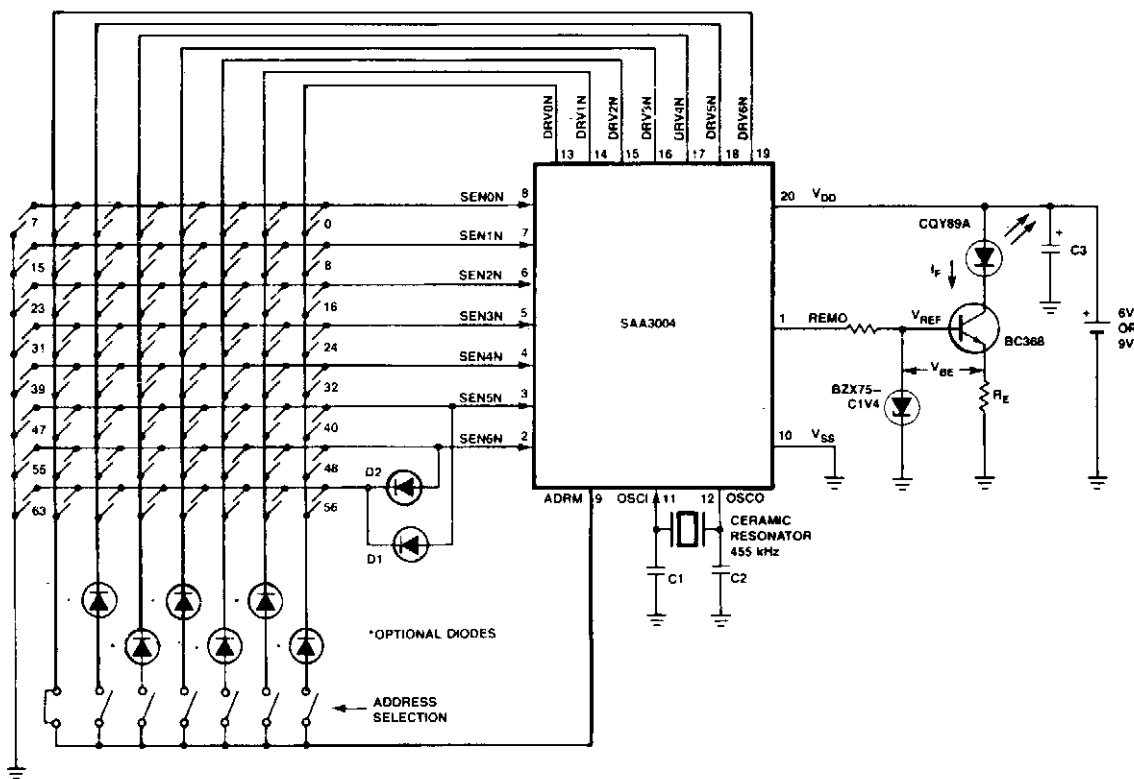 DRV0N
DRV1N
DRV2N
DRV3N
DRV4N
DRV5N
DRV6N
13 14 15 16 17 18 19
SEN0N 8
SEN1N 7
SEN2N 6
SEN3N 5
SEN4N 4
SEN5N 3
SEN6N 2
7 0
15 8
23 16
31 24
39 32
47 40
55 48
63 56
SAA3004
20 VDD
CQY89A
IF
+ C3
+ 6V
OR
9V
1 REMO
VREF
BC368
VBE
BZX75–
C1V4
RE
10 VSS
D2
D1
ADRM 9
OSCI 11
12 OSCO
CERAMIC
RESONATOR
455 kHz
C1
C2
*OPTIONAL DIODES
ADDRESS
SELECTION